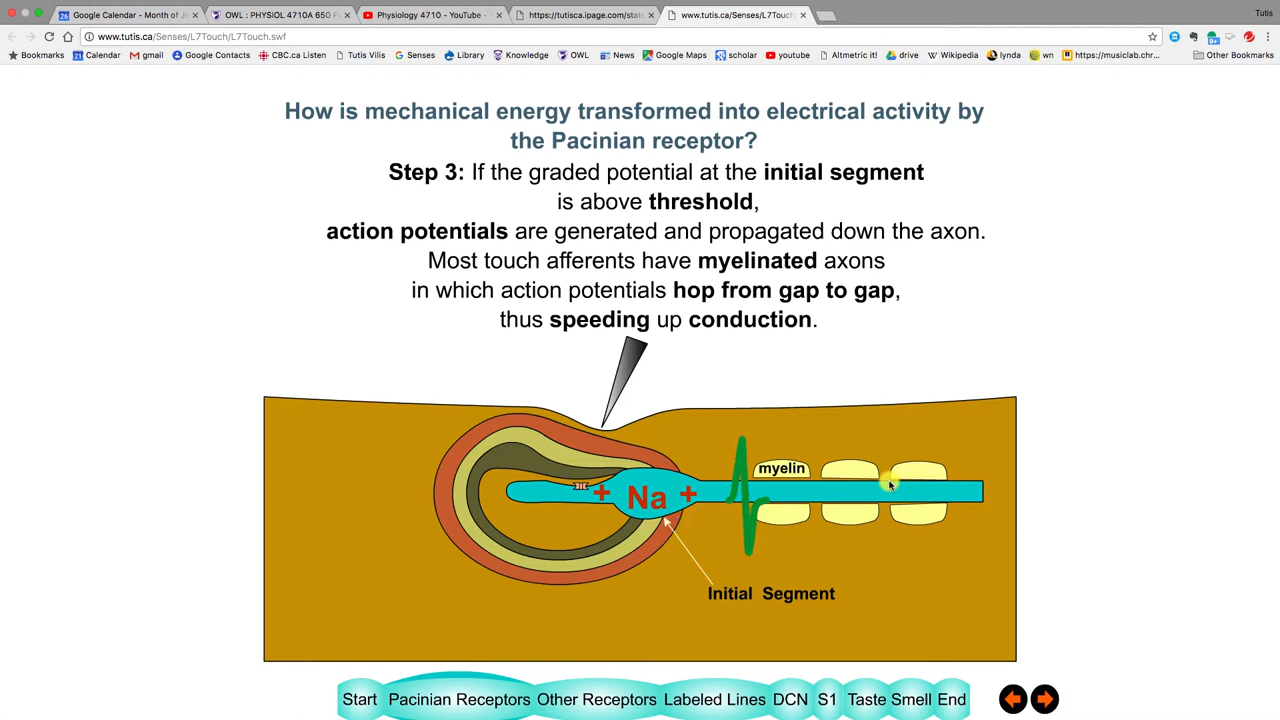 Google Calendar - Month of J
OWL : PHYSIOL 4710A 650 F
Physiology 4710 - YouTube -
https://tutisca.ipage.com/stats
www.tutis.ca/Senses/L7Touch/
Tutis
www.tutis.ca/Senses/L7Touch/L7Touch.swf
Bookmarks Calendar gmail Google Contacts CBC.ca Listen Tutis Vilis Senses Library Knowledge OWL News Google Maps scholar youtube Altmetric it! drive Wikipedia lynda wn https://musiclab.chr... Other Bookmarks
How is mechanical energy transformed into electrical activity by
the Pacinian receptor?
Step 3: If the graded potential at the initial segment
is above threshold,
action potentials are generated and propagated down the axon.
Most touch afferents have myelinated axons
in which action potentials hop from gap to gap,
thus speeding up conduction.
myelin
+ Na +
Initial Segment
Start Pacinian Receptors Other Receptors Labeled Lines DCN S1 Taste Smell End